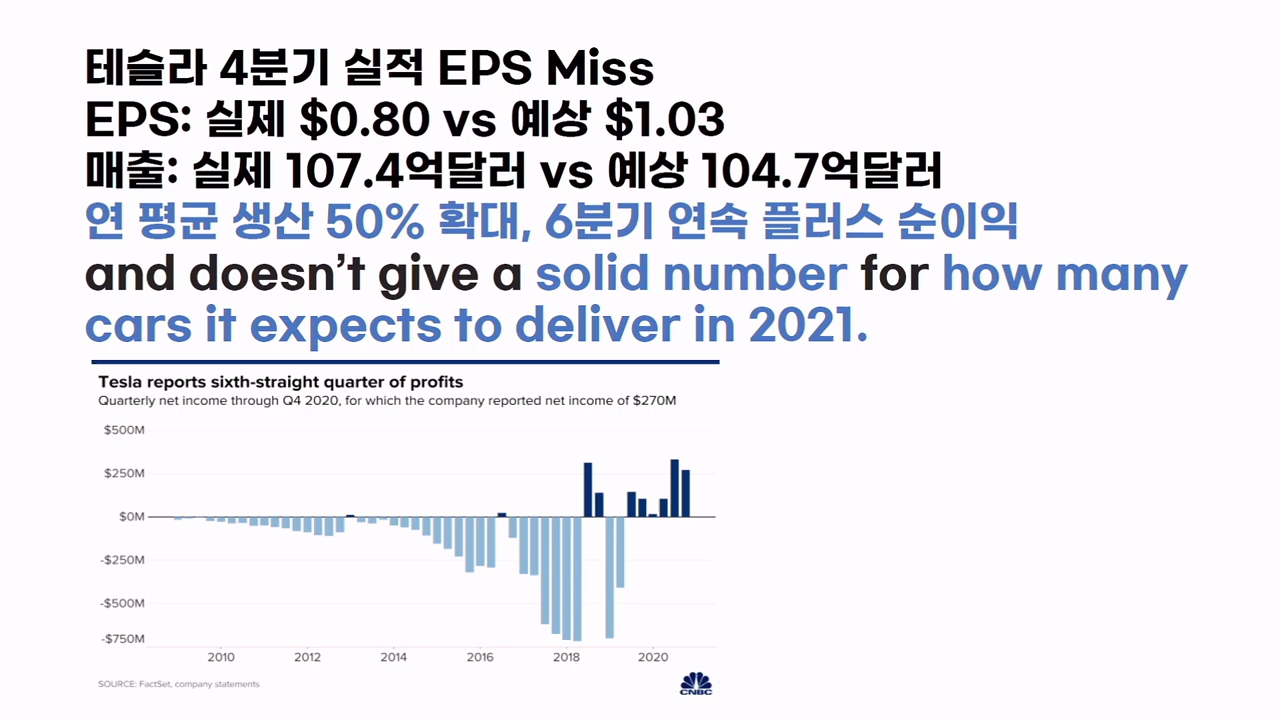 테슬라 4분기 실적 EPS Miss
EPS: 실제 $0.80 vs 예상 $1.03
매출: 실제 107.4억달러 vs 예상 104.7억달러
연 평균 생산 50% 확대, 6분기 연속 플러스 순이익
and doesn’t give a solid number for how many
cars it expects to deliver in 2021.
Tesla reports sixth-straight quarter of profits
Quarterly net income through Q4 2020, for which the company reported net income of $270M
$500M
$250M
$0M
-$250M
-$500M
-$750M
2010 2012 2014 2016 2018 2020
SOURCE: FactSet, company statements
CNBC